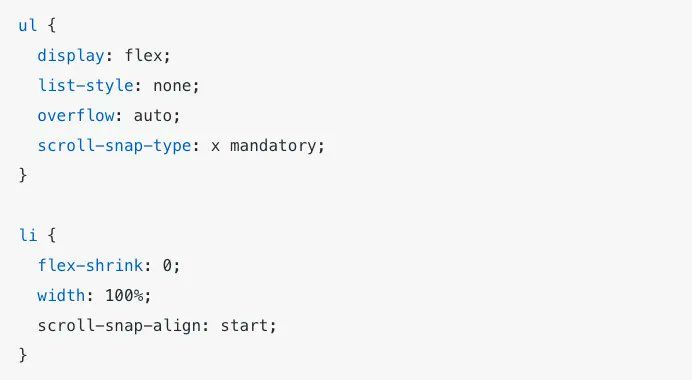 ul {
  display: flex;
  list-style: none;
  overflow: auto;
  scroll-snap-type: x mandatory;
}

li {
  flex-shrink: 0;
  width: 100%;
  scroll-snap-align: start;
}